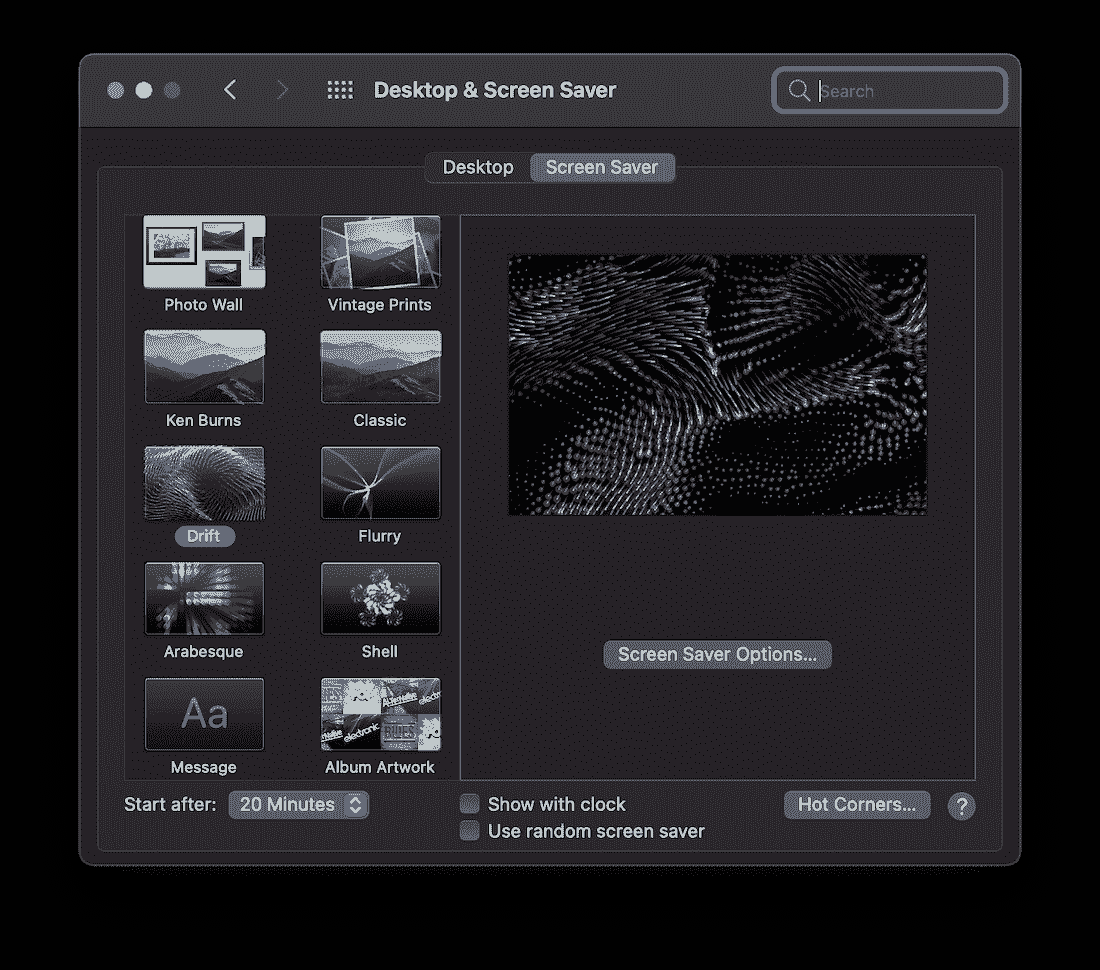 Desktop & Screen Saver
Search
Desktop
Screen Saver
Photo Wall
Vintage Prints
Ken Burns
Classic
Drift
Flurry
Arabesque
Shell
Aa
Message
electronic
BLUES
Album Artwork
Screen Saver Options...
Start after:
20 Minutes
Show with clock
Use random screen saver
Hot Corners...
?